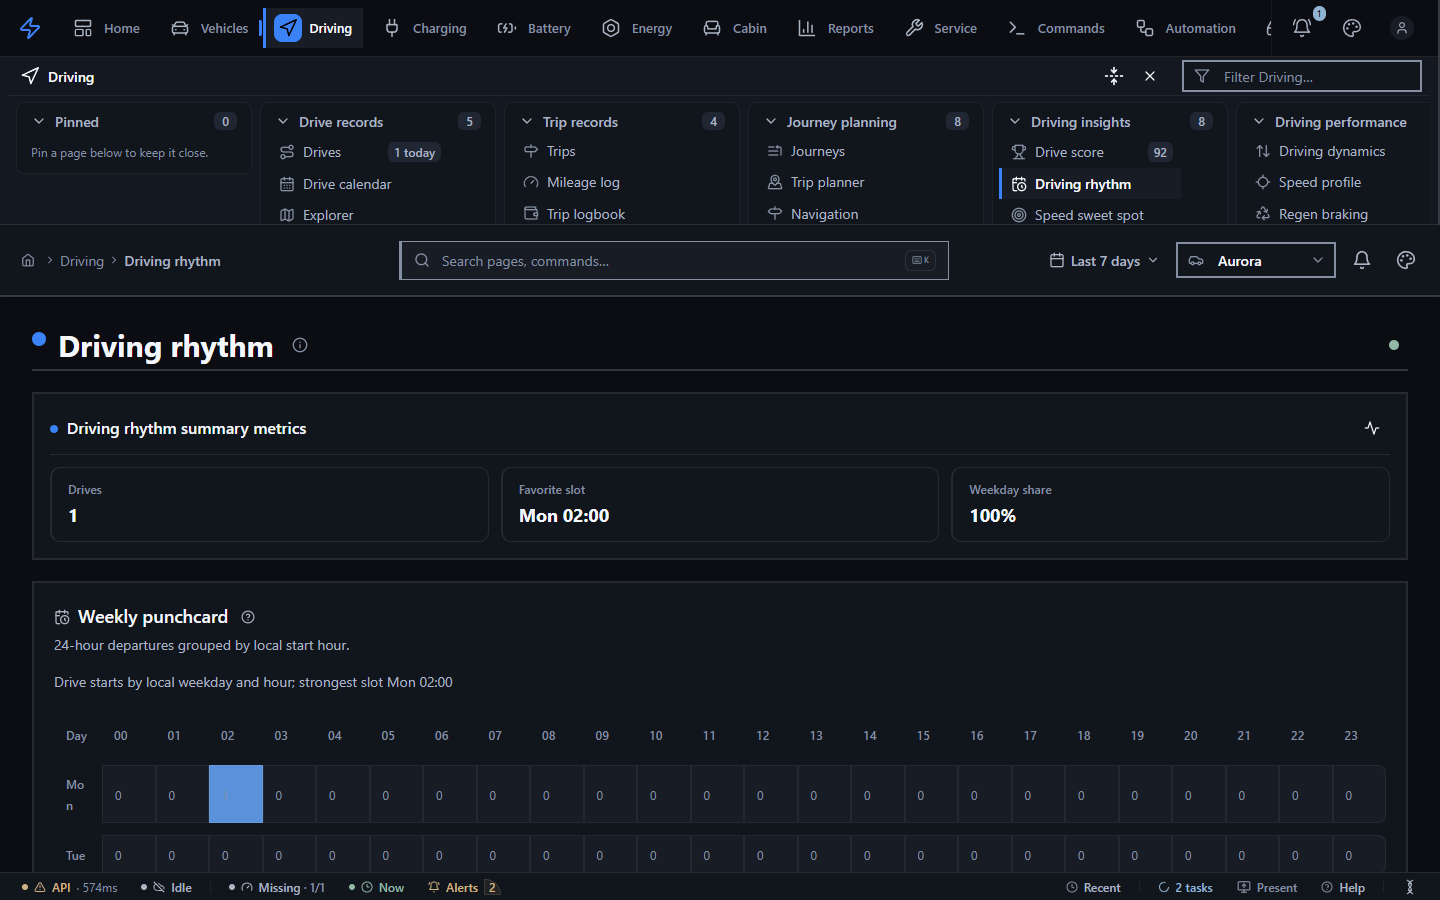 Home Vehicles Driving Charging Battery Energy Cabin Reports Service Commands Automation 1
Driving Filter Driving...
Pinned 0 Drive records 5 Trip records 4 Journey planning 8 Driving insights 8 Driving performance
Pin a page below to keep it close. Drives 1 today Trips Journeys Drive score 92 Driving dynamics
Drive calendar Mileage log Trip planner Driving rhythm Speed profile
Explorer Trip logbook Navigation Speed sweet spot Regen braking
Driving Driving rhythm Search pages, commands... K Last 7 days Aurora
Driving rhythm
Driving rhythm summary metrics
Drives Favorite slot Weekday share
1 Mon 02:00 100%
Weekly punchcard
24-hour departures grouped by local start hour.
Drive starts by local weekday and hour; strongest slot Mon 02:00
Day 00 01 02 03 04 05 06 07 08 09 10 11 12 13 14 15 16 17 18 19 20 21 22 23
Mo
n 0 0 0 0 0 0 0 0 0 0 0 0 0 0 0 0 0 0 0 0 0 0 0
Tue 0 0 0 0 0 0 0 0 0 0 0 0 0 0 0 0 0 0 0 0 0 0 0 0
API · 574ms Idle Missing · 1/1 Now Alerts 2 Recent 2 tasks Present Help